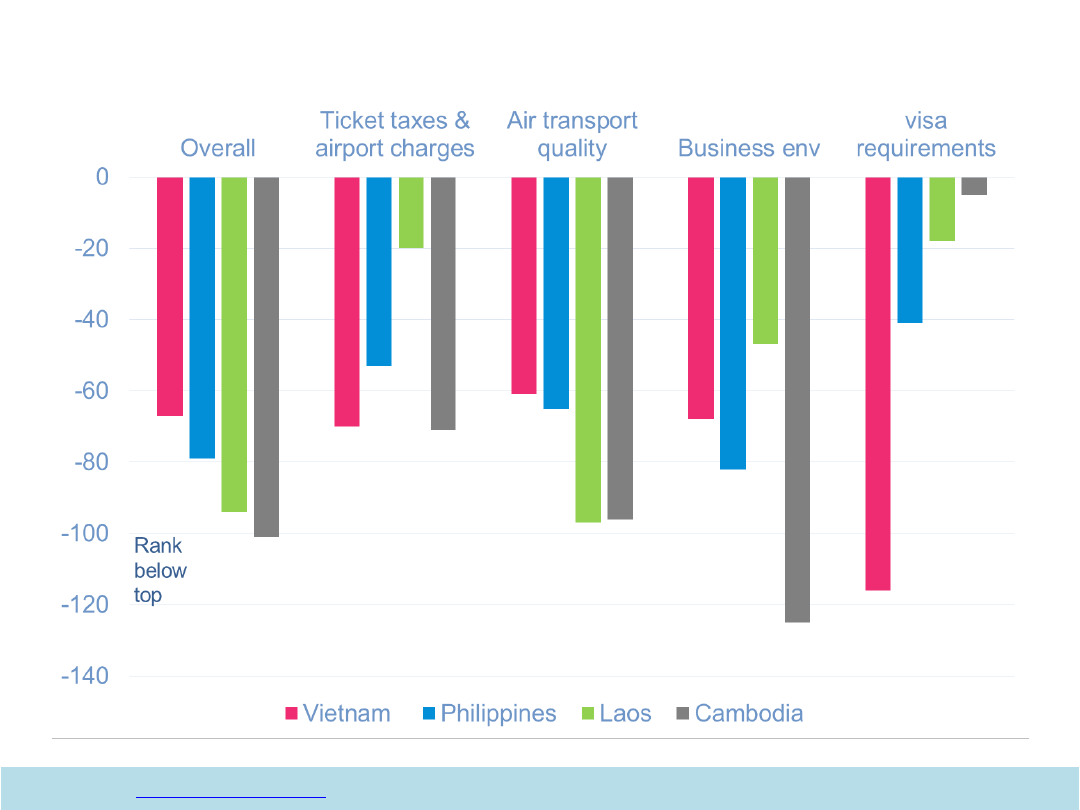 Overall
Ticket taxes &
airport charges
Air transport
quality
Business env
visa
requirements
0
-20
-40
-60
-80
-100
-120
-140
Rank
below
top
Vietnam Philippines Laos Cambodia